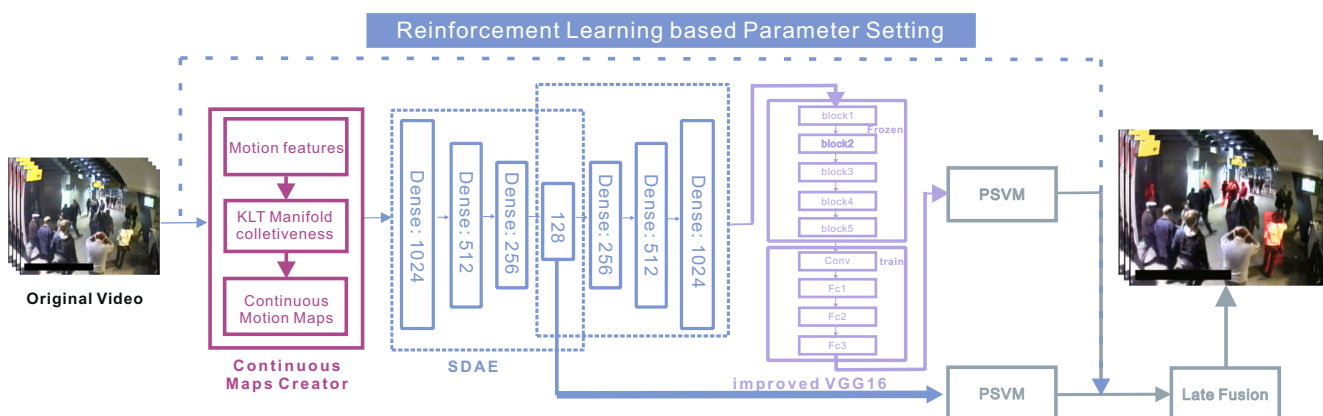 Reinforcement Learning based Parameter Setting
Original Video
Motion features
KLT Manifold
colletiveness
Continuous
Motion Maps
Continuous
Maps Creator
Dense: 1024
Dense: 512
Dense: 256
128
Dense: 256
Dense: 512
Dense: 1024
SDAE
block1
Frozen
block2
block3
block4
block5
Conv
train
Fc1
Fc2
Fc3
improved VGG16
PSVM
PSVM
Late Fusion